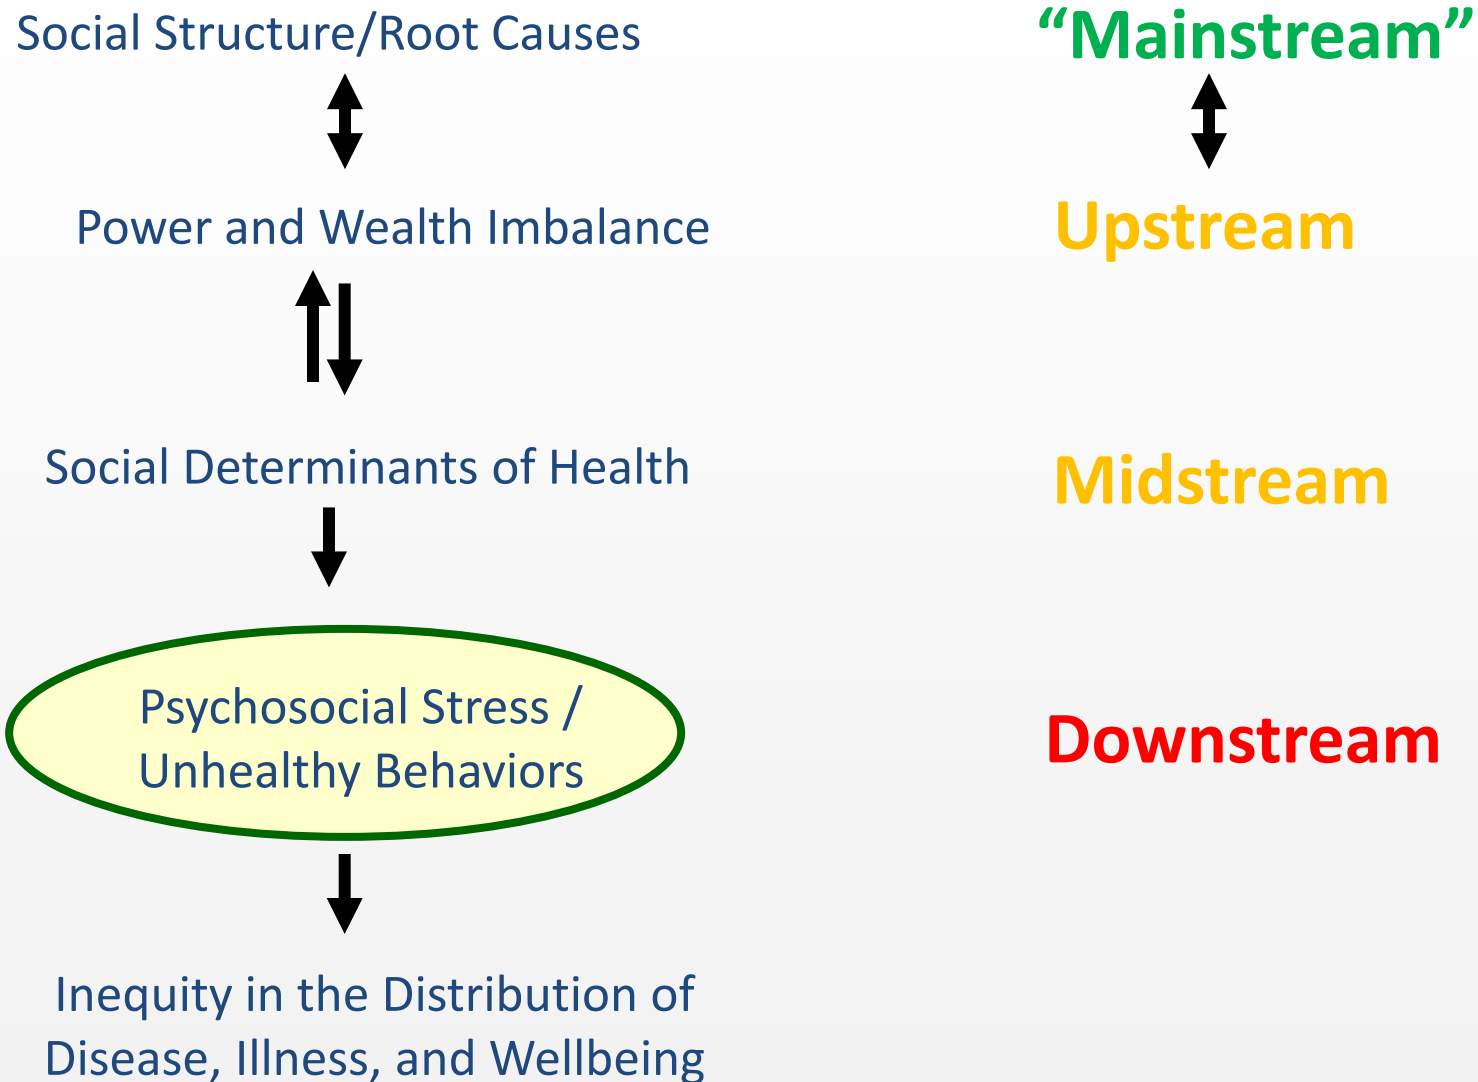 Social Structure/Root Causes
“Mainstream”
Power and Wealth Imbalance
Upstream
Social Determinants of Health
Midstream
Psychosocial Stress /
Unhealthy Behaviors
Downstream
Inequity in the Distribution of
Disease, Illness, and Wellbeing